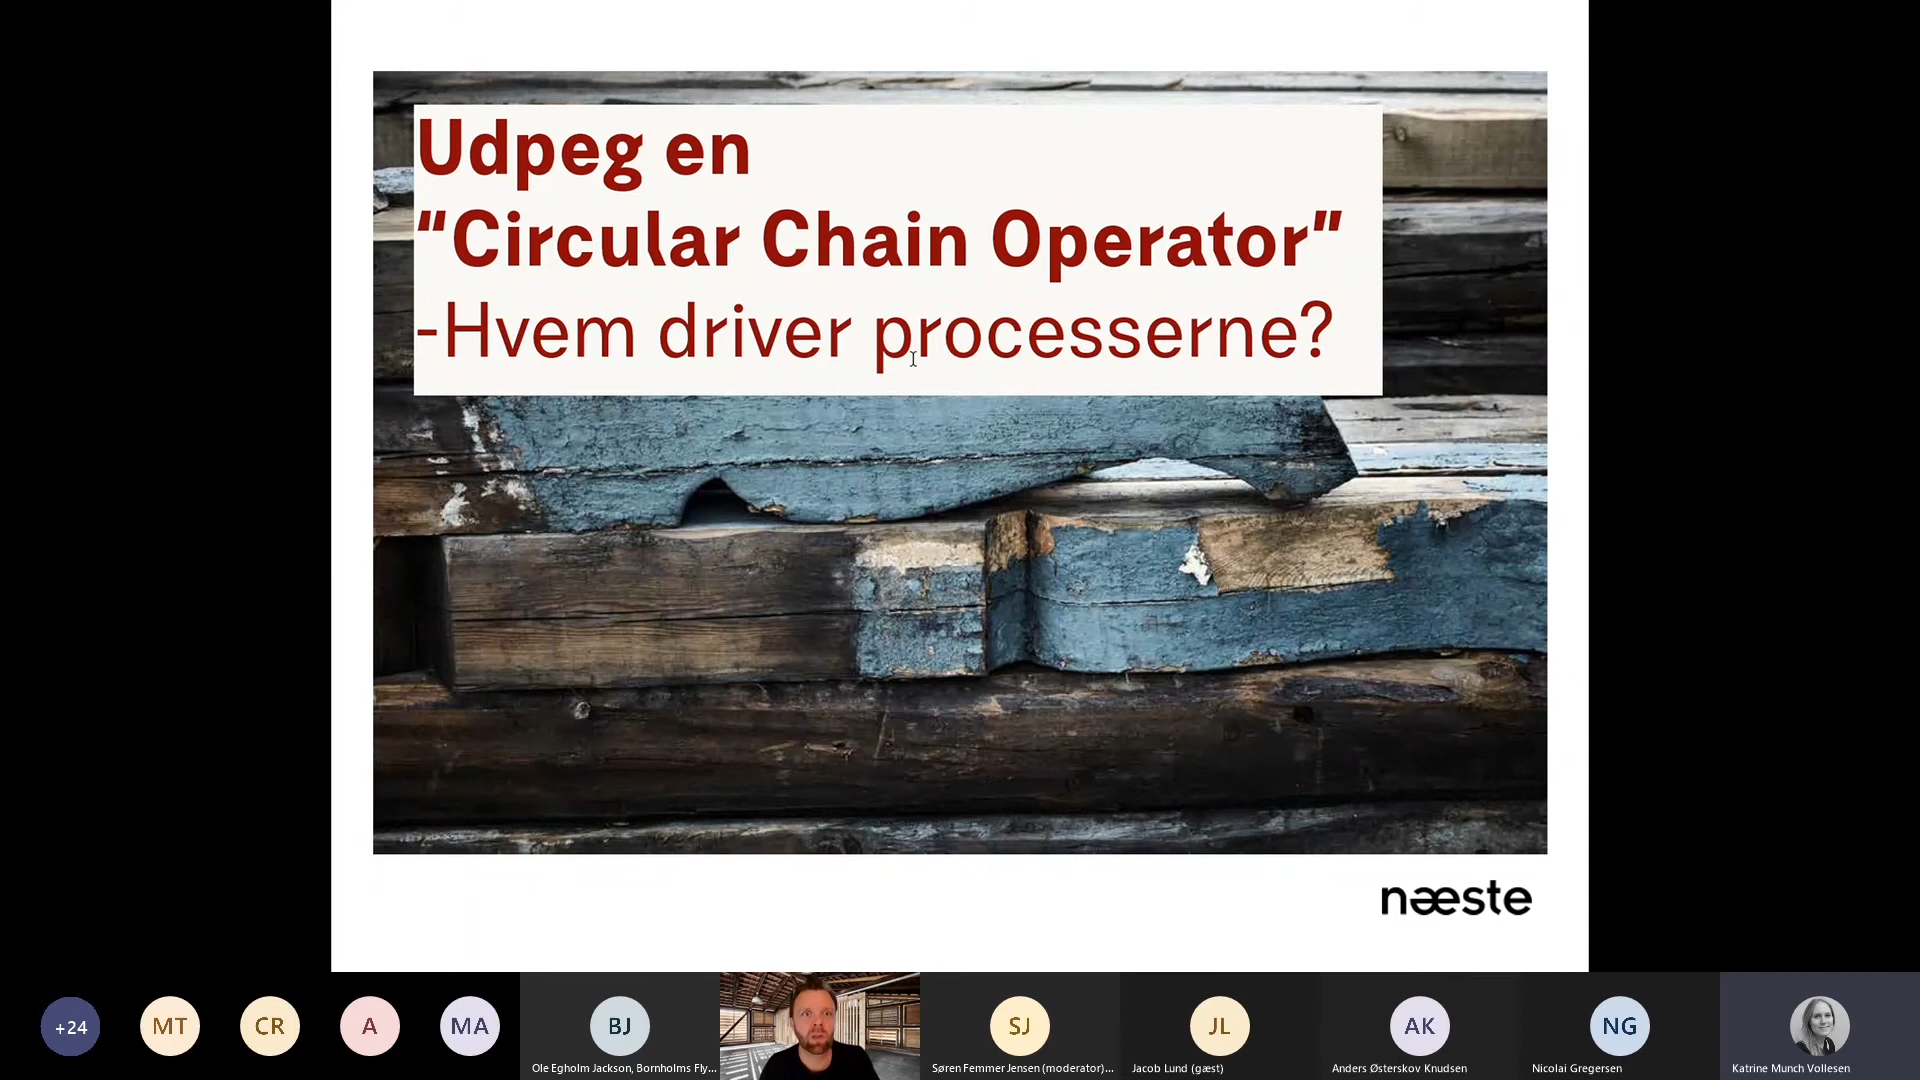 Udpeg en
“Circular Chain Operator”
-Hvem driver processerne?
næste
+24
MT
CR
A
MA
BJ
SJ
JL
AK
NG
Ole Egholm Jackson, Bornholms Fly...
Søren Femmer Jensen (moderator)...
Jacob Lund (gæst)
Anders Østerskov Knudsen
Nicolai Gregersen
Katrine Munch Vollesen